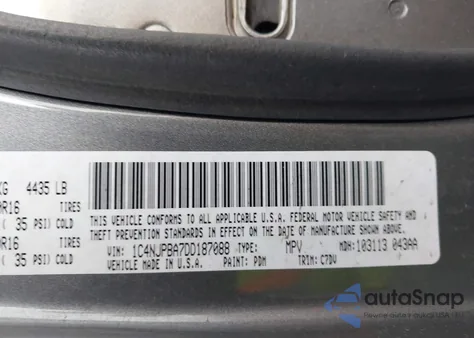 KG 4435 LB
R16 TIRES
( 35 PSI) COLD
R16 TIRES
( 35 PSI) COLD
THIS VEHICLE CONFORMS TO ALL APPLICABLE U.S.A. FEDERAL MOTOR VEHICLE SAFETY, BUMPER,
AND THEFT PREVENTION STANDARDS IN EFFECT ON THE DATE OF MANUFACTURE SHOWN ABOVE.
VIN: 1C4NJPBA7DD187088 TYPE: MPV MDH: 103113 043AA
VEHICLE MADE IN U.S.A. PAINT: PDM TRIM: C7DV
autoSnap